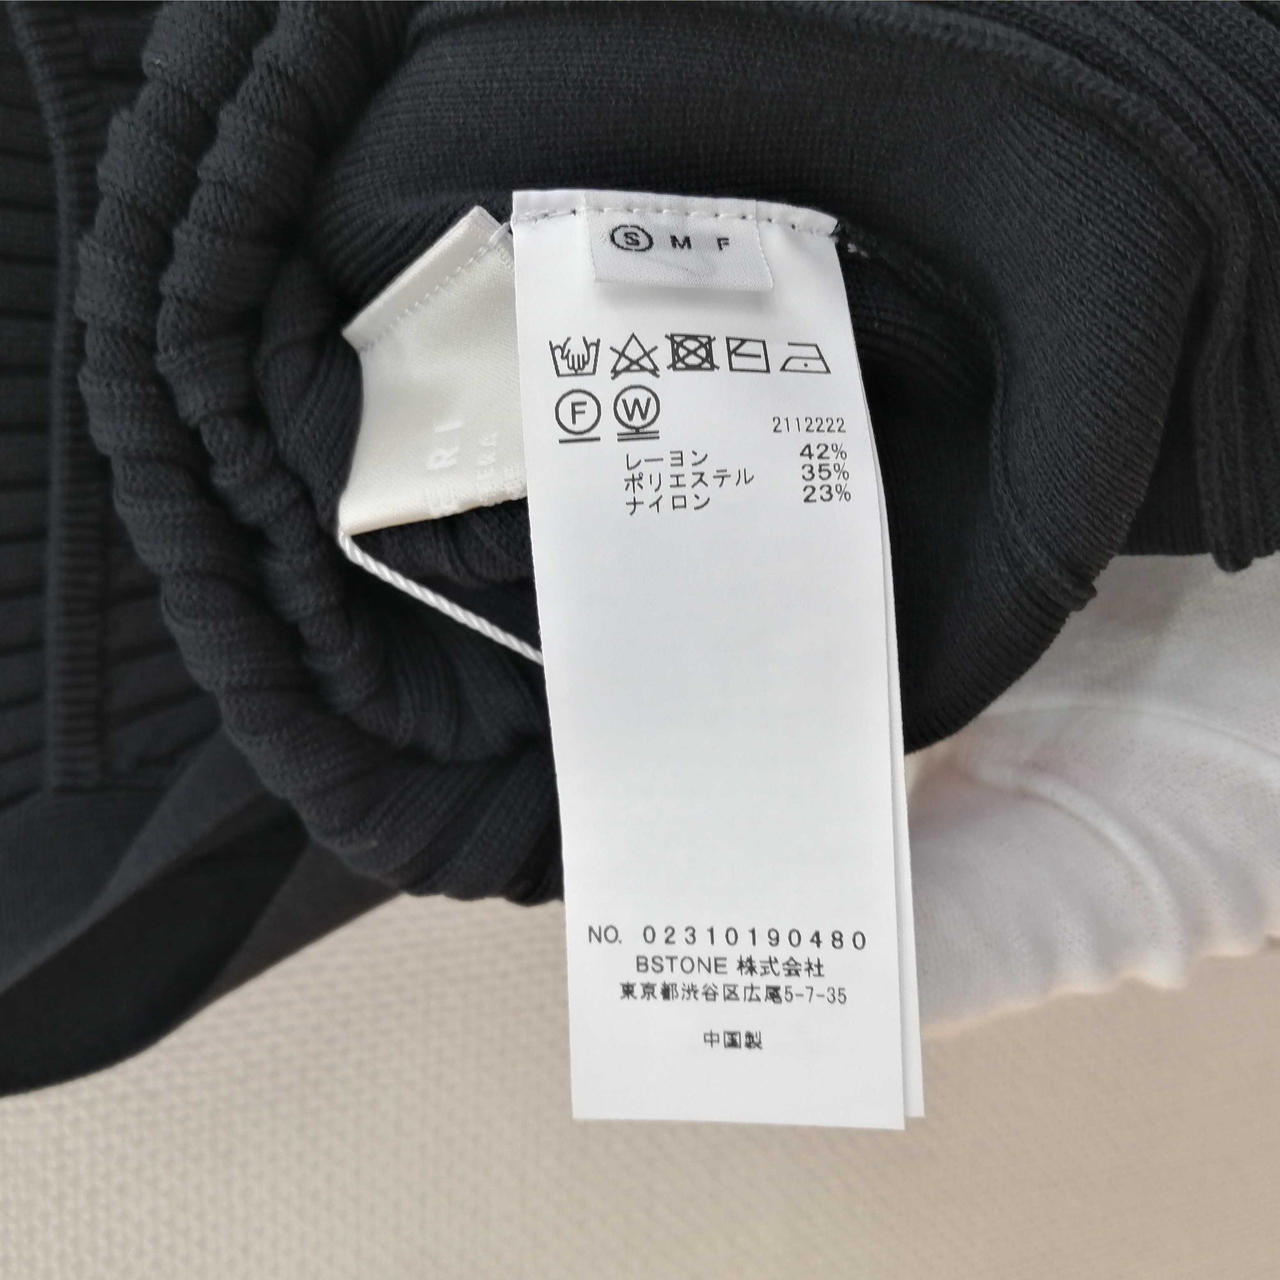 S M F
F W
2112222
レーヨン 42%
ポリエステル 35%
ナイロン 23%
NO. 02310190480
BSTONE 株式会社
東京都渋谷区広尾5-7-35
中国製